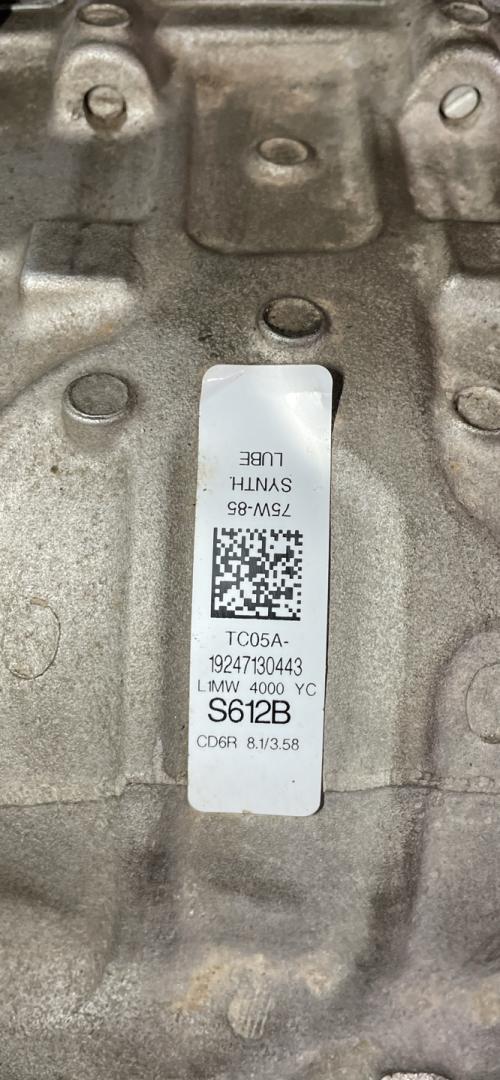 75W-85
SYNTH.
LUBE
TC05A-
19247130443
L1MW 4000 YC
S612B
CD6R 8.1/3.58